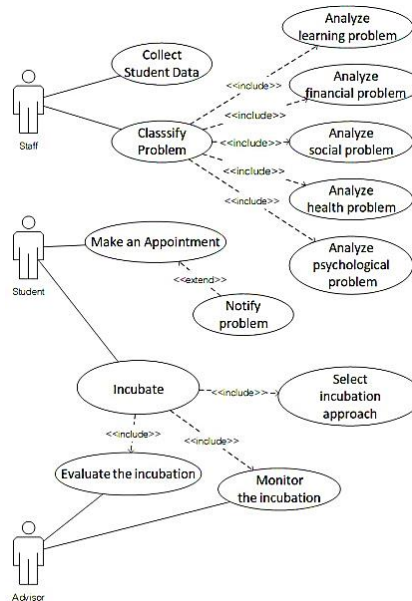 Analyze
learning problem
Collect
Student Data
<<include>>
Analyze
financial problem
<<include>>
Staff
Classsify
Problem
<<include>>
Analyze
social problem
<<include>>
Analyze
health problem
<<include>>
Make an Appointment
Analyze
psychological
problem
Student
<<extend>>
Notify
problem
Incubate
<<include>>
Select
incubation
approach
<<include>>
<<include>>
Evaluate the incubation
Monitor
the incubation
Advisor